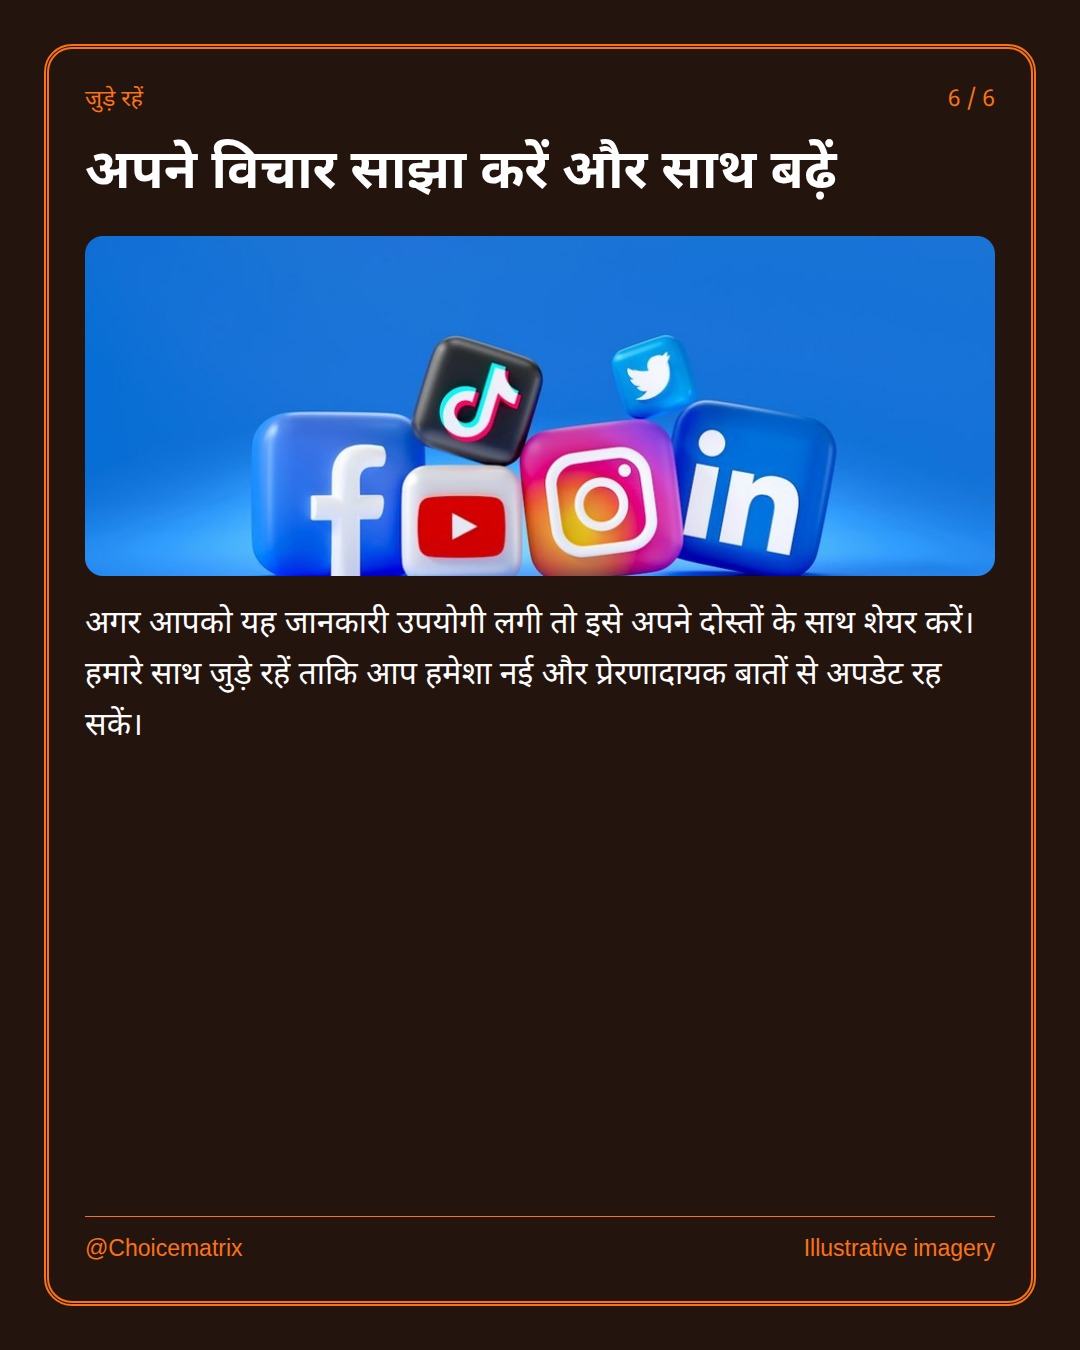 जुड़े रहें
6 / 6
अपने विचार साझा करें और साथ बढ़ें
f
in
अगर आपको यह जानकारी उपयोगी लगी तो इसे अपने दोस्तों के साथ शेयर करें।
हमारे साथ जुड़े रहें ताकि आप हमेशा नई और प्रेरणादायक बातों से अपडेट रह
सकें।
@Choicematrix
Illustrative imagery